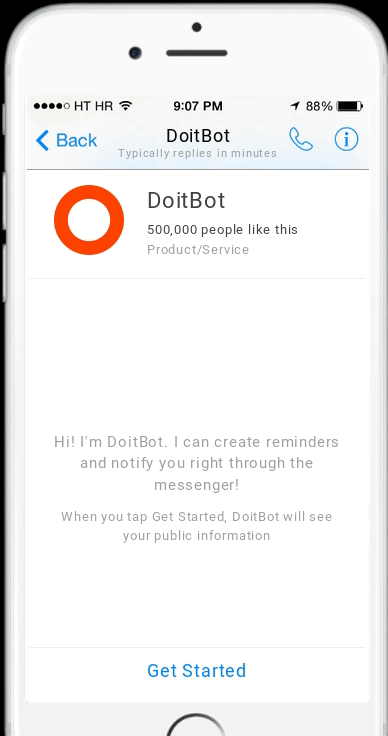 HT HR 9:07 PM 88%
Back DoitBot
Typically replies in minutes
DoitBot
500,000 people like this
Product/Service
Hi! I'm DoitBot. I can create reminders
and notify you right through the
messenger!
When you tap Get Started, DoitBot will see
your public information
Get Started